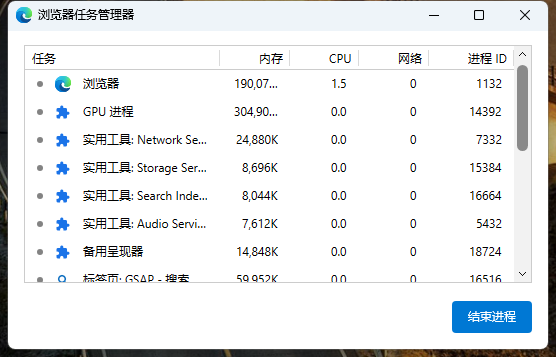 浏览器任务管理器
任务 内存 CPU 网络 进程 ID
浏览器 190,07... 1.5 0 1132
GPU 进程 304,90... 0.0 0 14392
实用工具: Network Se... 24,880K 0.0 0 7332
实用工具: Storage Ser... 8,696K 0.0 0 15384
实用工具: Search Inde... 8,044K 0.0 0 16664
实用工具: Audio Servi... 7,612K 0.0 0 5432
备用呈现器 14,848K 0.0 0 18724
标签页: GSAP - 搜索 59,952K 0.0 0 16516
结束进程